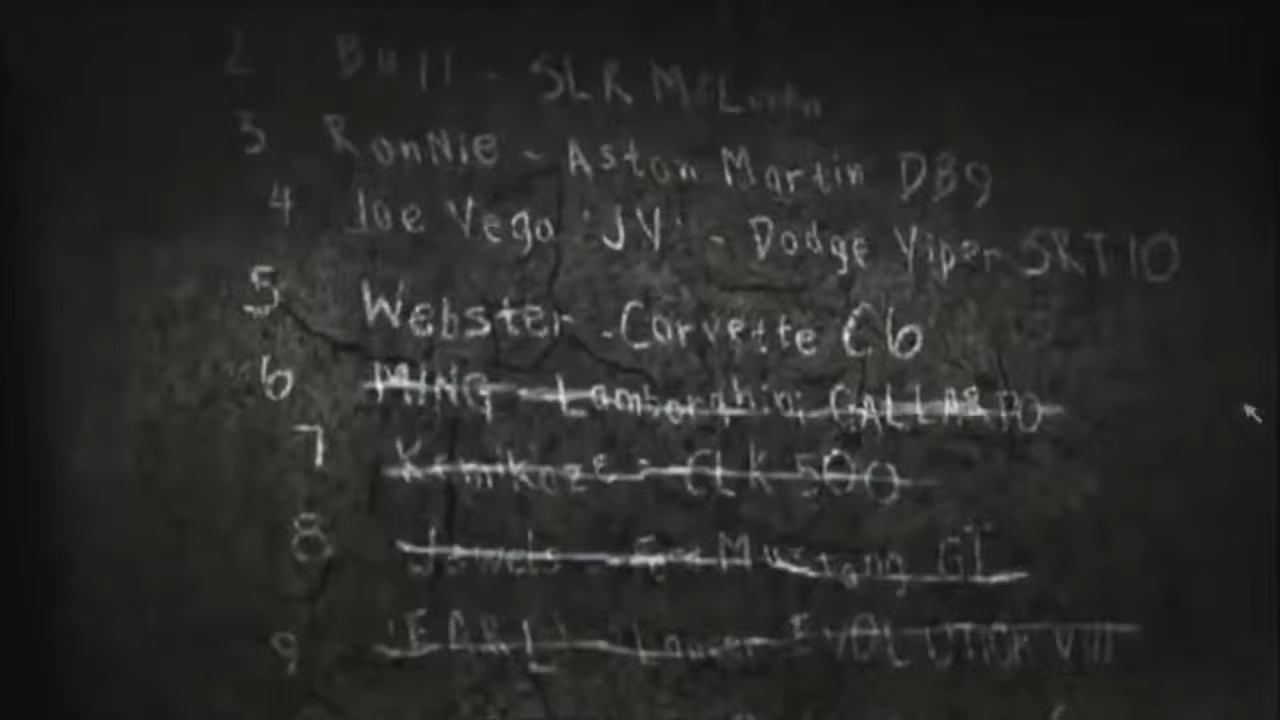 2 Bull - SLR McLaren
3 RonNie - Aston Martin DB9
4 Joe Vega 'JV' - Dodge Viper SRT10
5 Webster - Corvette C6
6 MING - Lamborghini GALLARDO
7 Kamikaze - CLK 500
8 Jewels - Mustang GT
9 'EARL' - Lancer EVOLUTION VIII